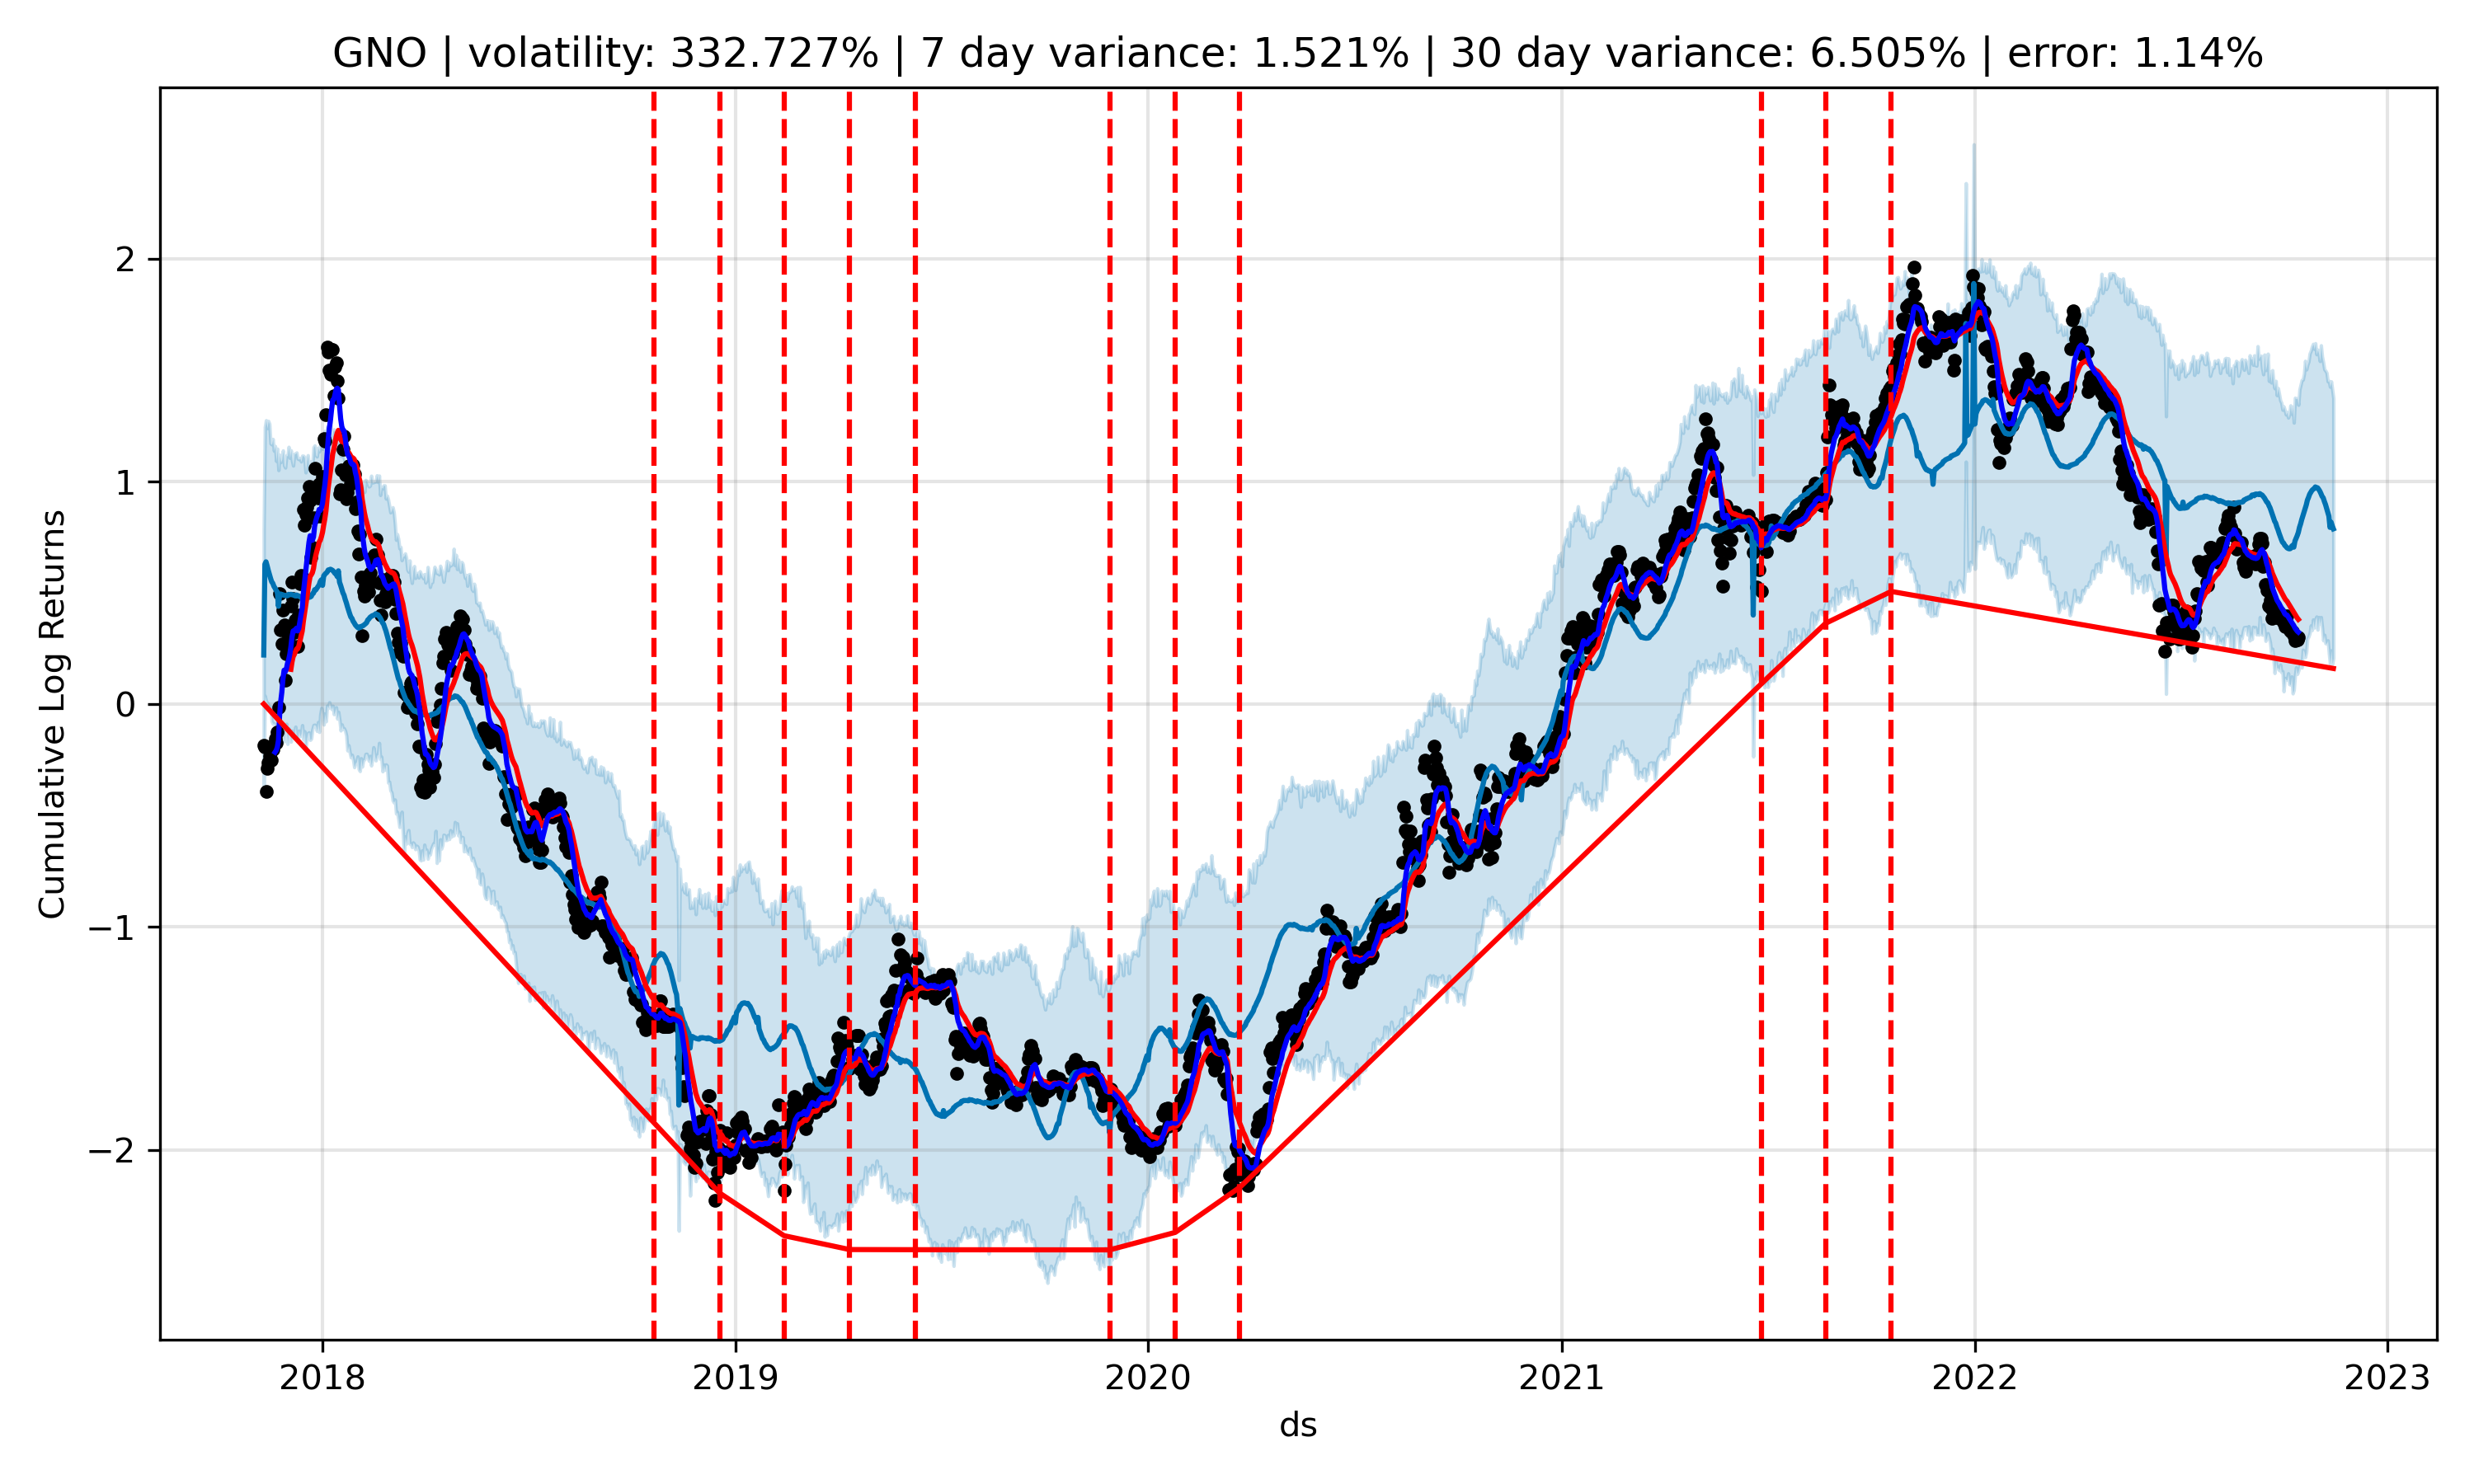 GNO | volatility: 332.727% | 7 day variance: 1.521% | 30 day variance: 6.505% | error: 1.14%
Cumulative Log Returns
2
1
0
−1
−2
2018 2019 2020 2021 2022 2023
ds